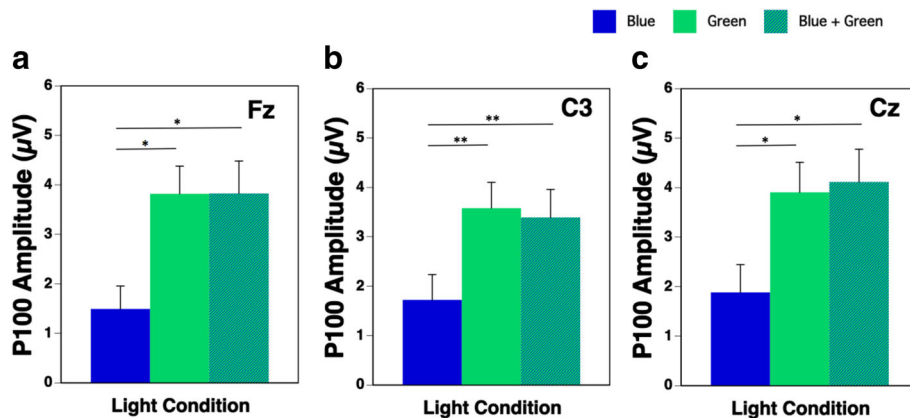 Blue Green Blue + Green
a b c
Fz
C3
Cz
P100 Amplitude (µV)
6
5
4
3
2
1
0
* *
Light Condition
P100 Amplitude (µV)
6
5
4
3
2
1
0
** **
Light Condition
P100 Amplitude (µV)
6
5
4
3
2
1
0
* *
Light Condition